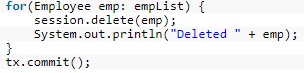 for(Employee emp: empList) {
    session.delete(emp);
    System.out.println("Deleted " + emp);
}
tx.commit();